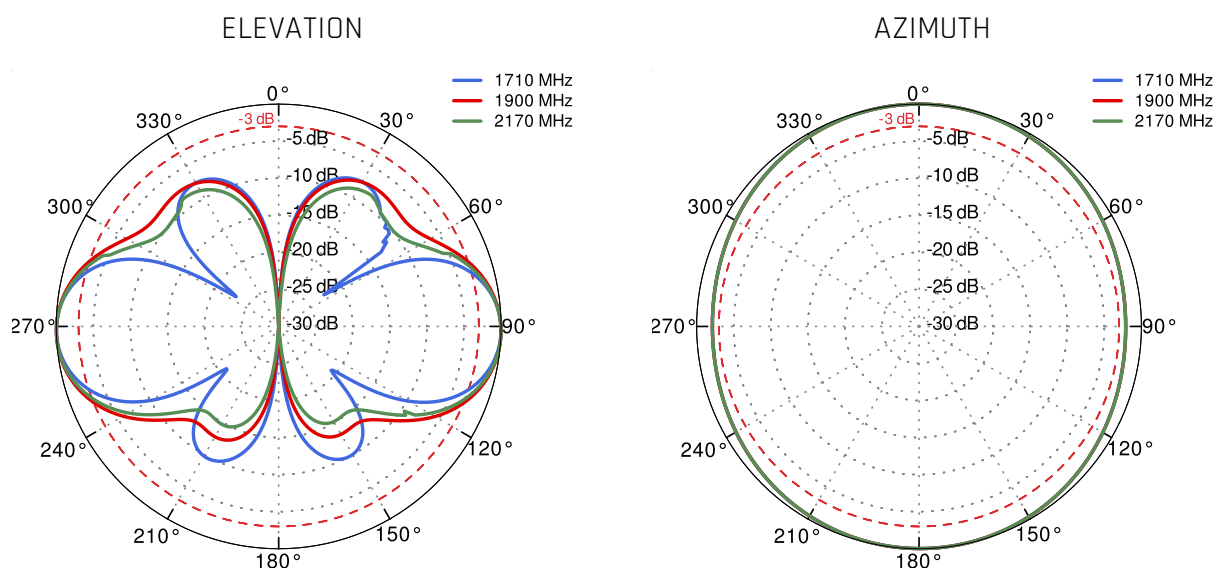 ELEVATION
1710 MHz
1900 MHz
2170 MHz
0°
-3 dB
330°
30°
-5 dB
-10 dB
300°
-15 dB
60°
-20 dB
-25 dB
270°
-30 dB
90°
240°
120°
210°
150°
180°
AZIMUTH
1710 MHz
1900 MHz
2170 MHz
0°
-3 dB
330°
30°
-5 dB
-10 dB
300°
-15 dB
60°
-20 dB
-25 dB
270°
-30 dB
90°
240°
120°
210°
150°
180°